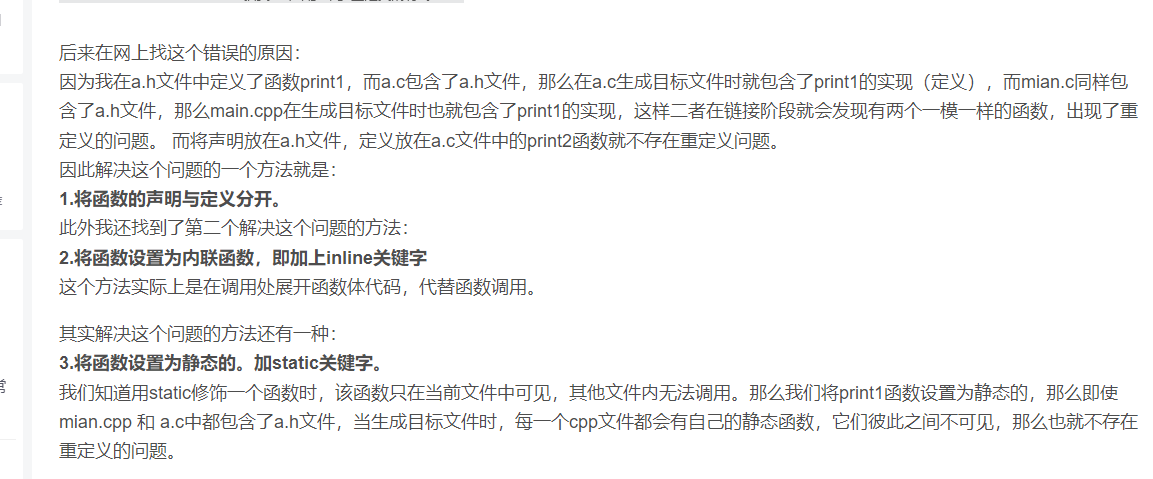 后来在网上找这个错误的原因：
因为我在a.h文件中定义了函数print1，而a.c包含了a.h文件，那么在a.c生成目标文件时就包含了print1的实现（定义），而mian.c同样包
含了a.h文件，那么main.cpp在生成目标文件时也就包含了print1的实现，这样二者在链接阶段就会发现有两个一模一样的函数，出现了重
定义的问题。 而将声明放在a.h文件，定义放在a.c文件中的print2函数就不存在重定义问题。
因此解决这个问题的一个方法就是：
1.将函数的声明与定义分开。
此外我还找到了第二个解决这个问题的方法：
2.将函数设置为内联函数，即加上inline关键字
这个方法实际上是在调用处展开函数体代码，代替函数调用。
其实解决这个问题的方法还有一种：
3.将函数设置为静态的。加static关键字。
我们知道用static修饰一个函数时，该函数只在当前文件中可见，其他文件内无法调用。那么我们将print1函数设置为静态的，那么即使
mian.cpp 和 a.c中都包含了a.h文件，当生成目标文件时，每一个cpp文件都会有自己的静态函数，它们彼此之间不可见，那么也就不存在
重定义的问题。
常